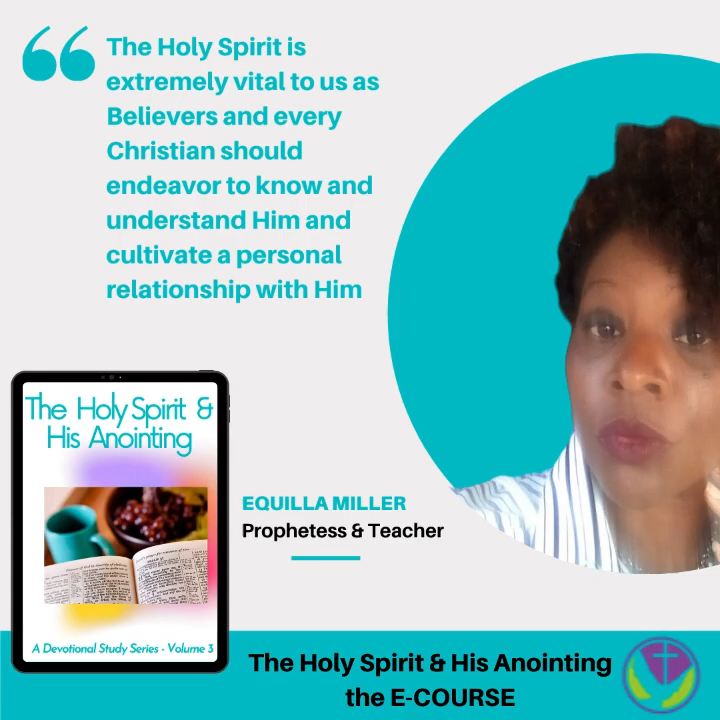 The Holy Spirit is
extremely vital to us as
Believers and every
Christian should
endeavor to know and
understand Him and
cultivate a personal
relationship with Him
The Holy Spirit &
His Anointing
A Devotional Study Series - Volume 3
EQUILLA MILLER
Prophetess & Teacher
The Holy Spirit & His Anointing
the E-COURSE